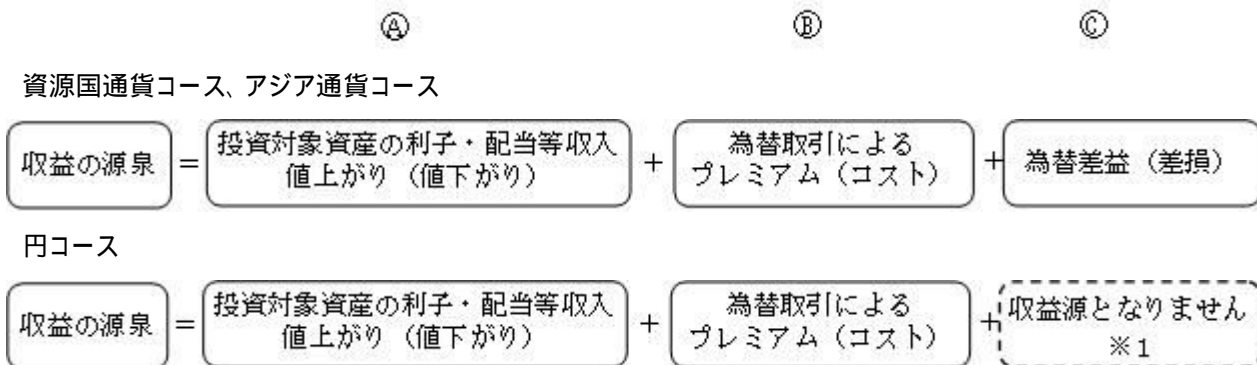 Ⓐ Ⓑ Ⓒ
資源国通貨コース、アジア通貨コース
収益の源泉 = 投資対象資産の利子・配当等収入 値上がり(値下がり) + 為替取引による プレミアム(コスト) + 為替差益(差損)
円コース
収益の源泉 = 投資対象資産の利子・配当等収入 値上がり(値下がり) + 為替取引による プレミアム(コスト) + 収益源となりません ※1